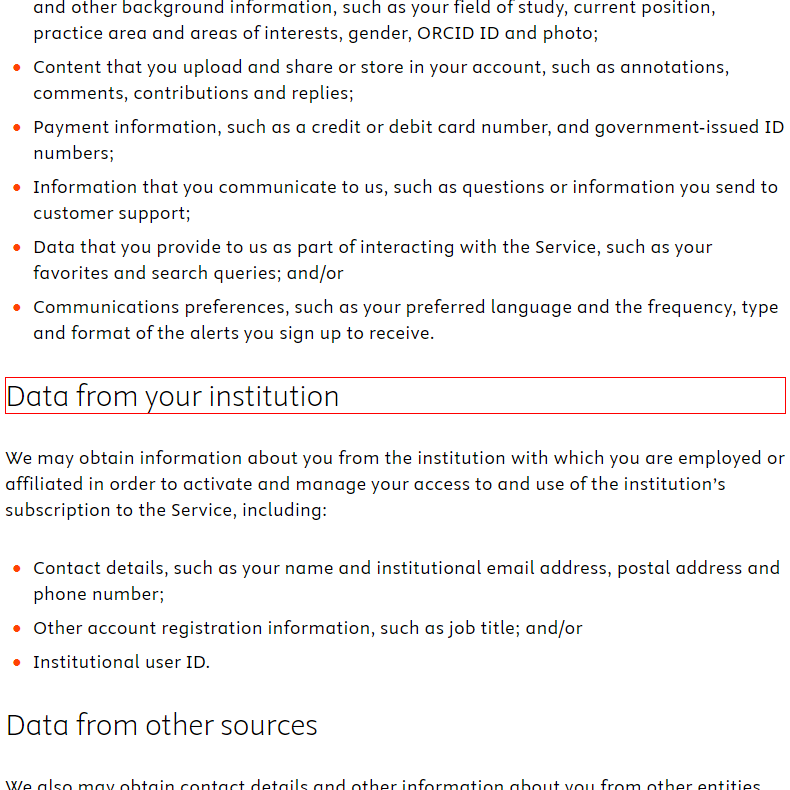 and other background information, such as your field of study, current position,
practice area and areas of interests, gender, ORCID ID and photo;
Content that you upload and share or store in your account, such as annotations,
comments, contributions and replies;
Payment information, such as a credit or debit card number, and government-issued ID
numbers;
Information that you communicate to us, such as questions or information you send to
customer support;
Data that you provide to us as part of interacting with the Service, such as your
favorites and search queries; and/or
Communications preferences, such as your preferred language and the frequency, type
and format of the alerts you sign up to receive.
Data from your institution
We may obtain information about you from the institution with which you are employed or
affiliated in order to activate and manage your access to and use of the institution's
subscription to the Service, including:
Contact details, such as your name and institutional email address, postal address and
phone number;
Other account registration information, such as job title; and/or
Institutional user ID.
Data from other sources
We also may obtain contact details and other information about you from other entities